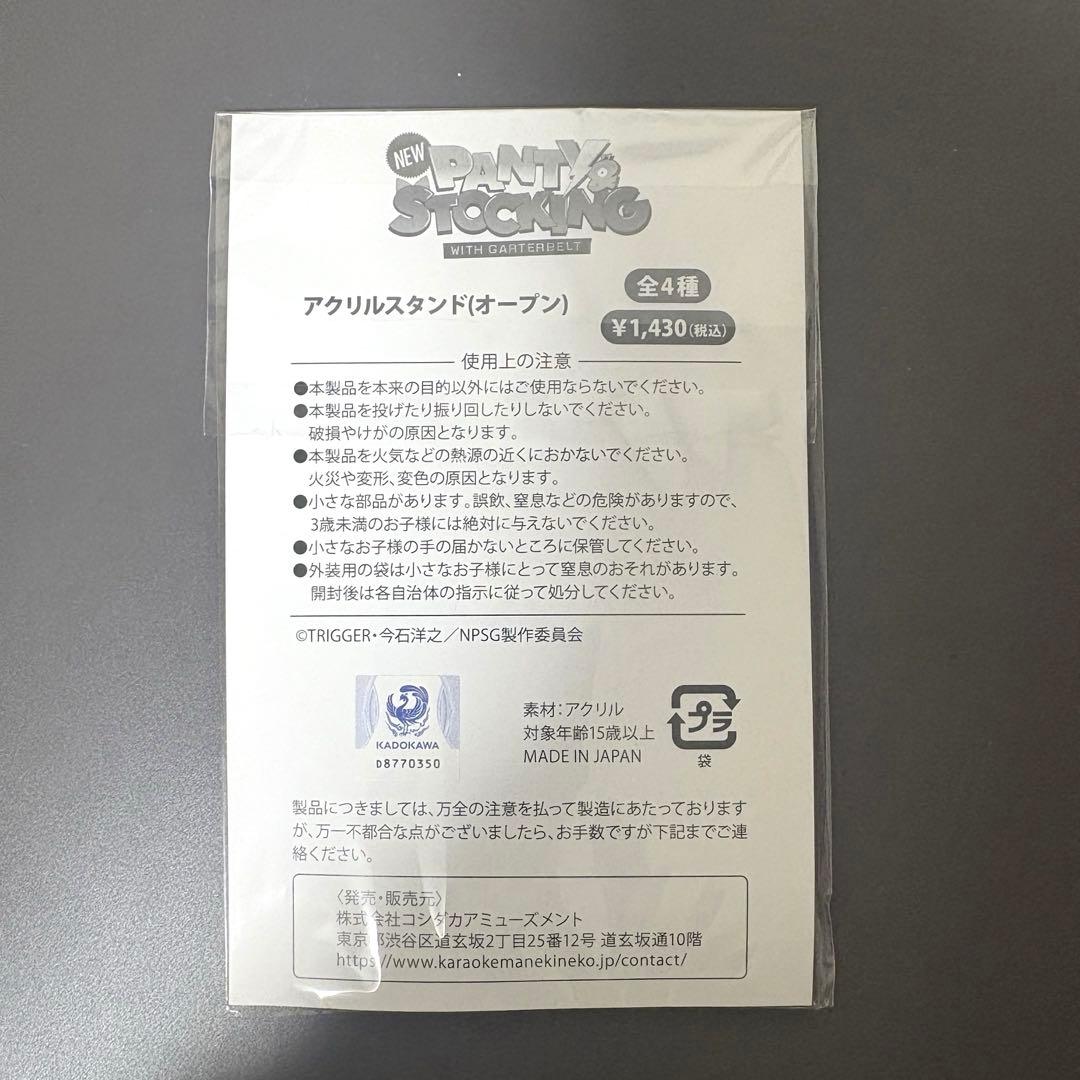 NEW
PANTY &
STOCKING
WITH GARTERBELT
アクリルスタンド(オープン)
全4種
¥1,430(税込)
使用上の注意
●本製品を本来の目的以外にはご使用ならないでください。
●本製品を投げたり振り回したりしないでください。
破損やけがの原因となります。
●本製品を火気などの熱源の近くにおかないでください。
火災や変形、変色の原因となります。
●小さな部品があります。誤飲、窒息などの危険がありますので、
3歳未満のお子様には絶対に与えないでください。
●小さなお子様の手の届かないところに保管してください。
●外装用の袋は小さなお子様にとって窒息のおそれがあります。
開封後は各自治体の指示に従って処分してください。
©TRIGGER・今石洋之／NPSG製作委員会
KADOKAWA
D8770350
素材：アクリル
対象年齢15歳以上
MADE IN JAPAN
プラ
袋
製品につきましては、万全の注意を払って製造にあたっております
が、万一不都合な点がございましたら、お手数ですが下記までご連
絡ください。
〈発売・販売元〉
株式会社コシダカアミューズメント
東京都渋谷区道玄坂2丁目25番12号 道玄坂通10階
https://www.karaokemanekineko.jp/contact/